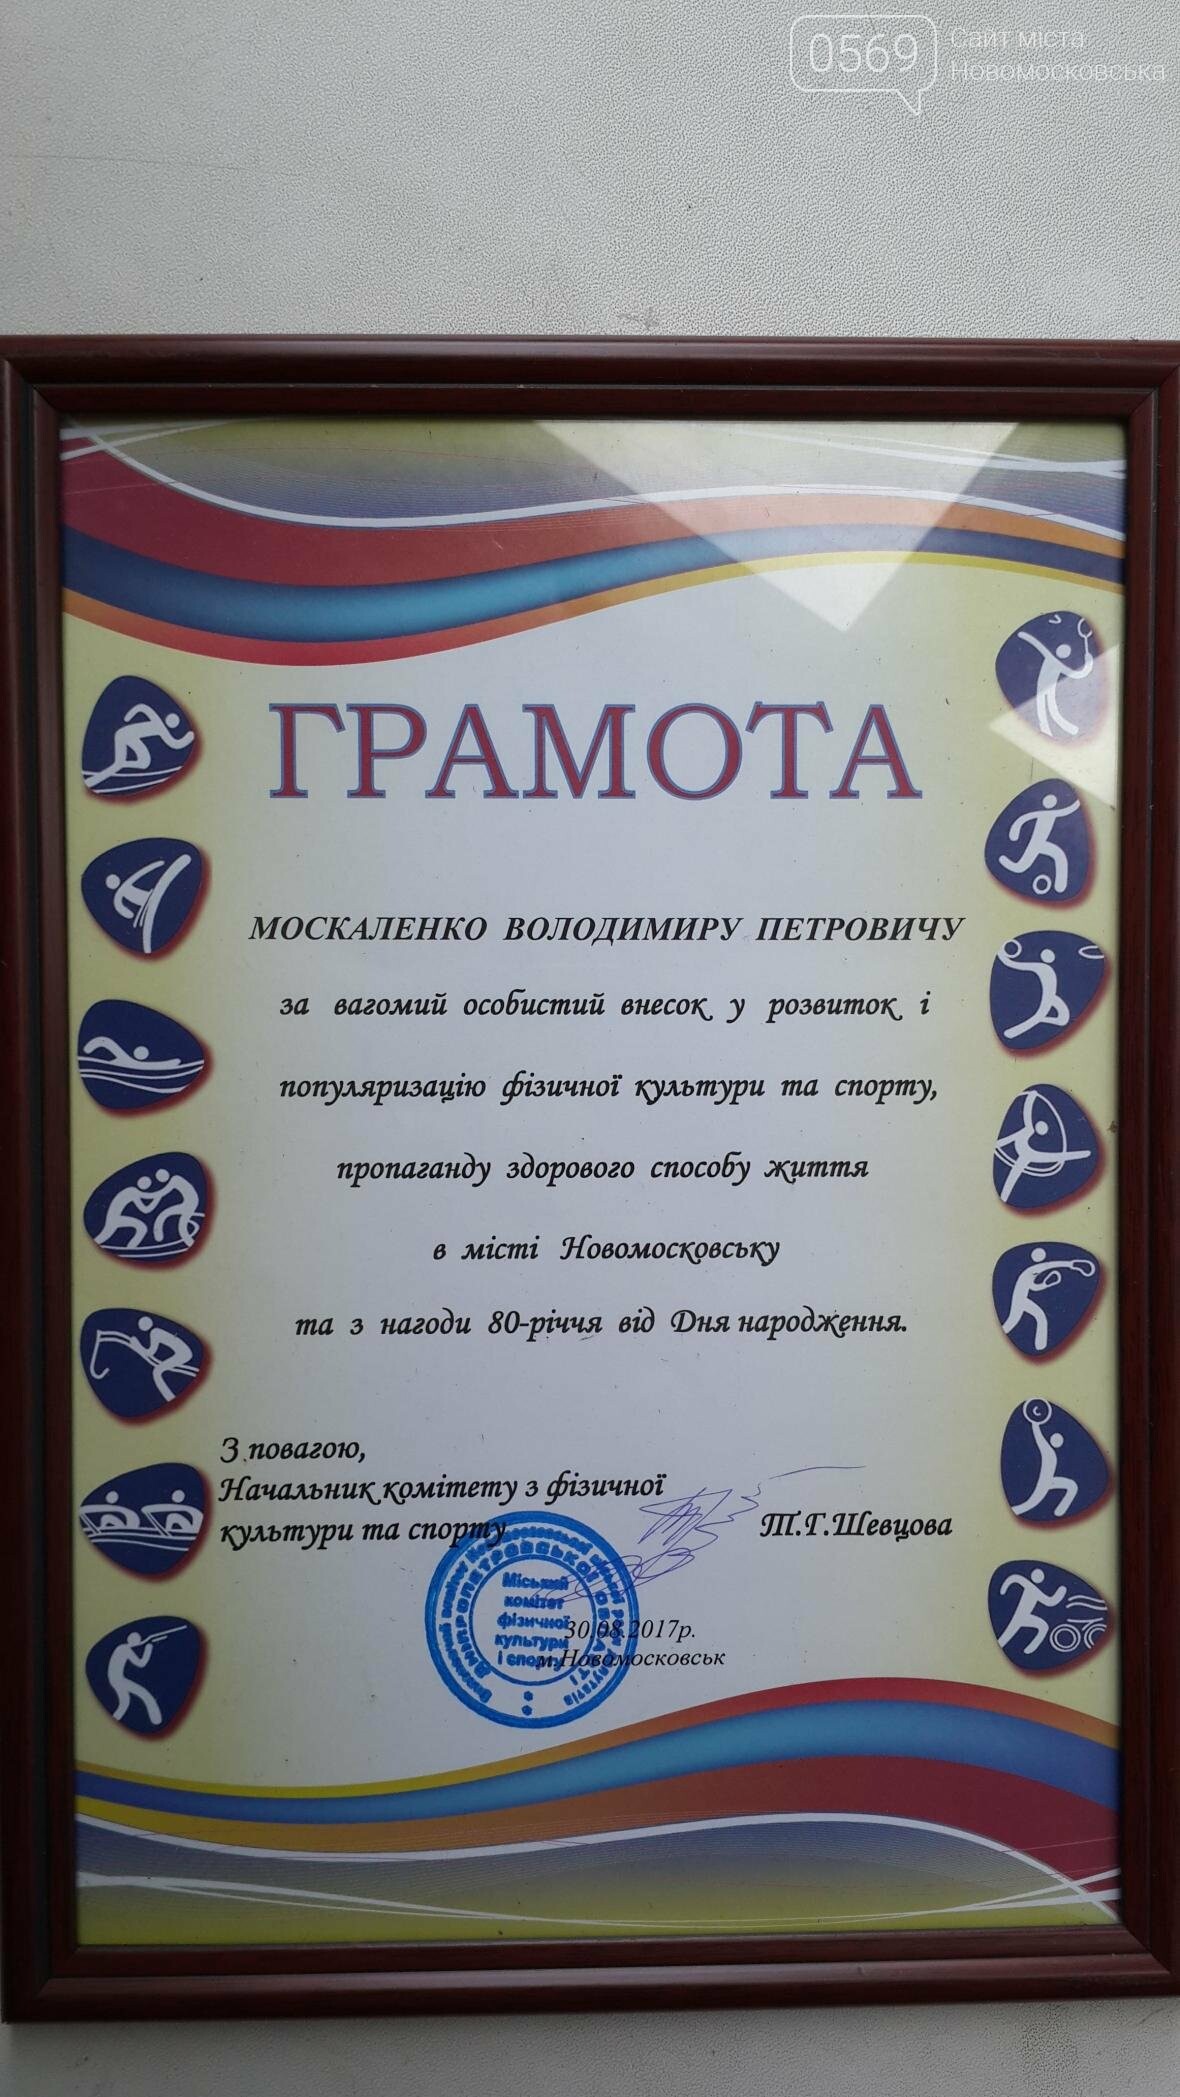 0569
Сайт міста
Новомосковська
ГРАМОТА
МОСКАЛЕНКО ВОЛОДИМИРУ ПЕТРОВИЧУ
за вагомий особистий внесок у розвиток і
популяризацію фізичної культури та спорту,
пропаганду здорового способу життя
в місті Новомосковську
та з нагоди 80-річчя від Дня народження.
З повагою,
Начальник комітету з фізичної
культури та спорту
Т.Г.Шевцова
Міський
комітет
фізичної
культури
і спорту
30.08.2017р.
м.Новомосковськ